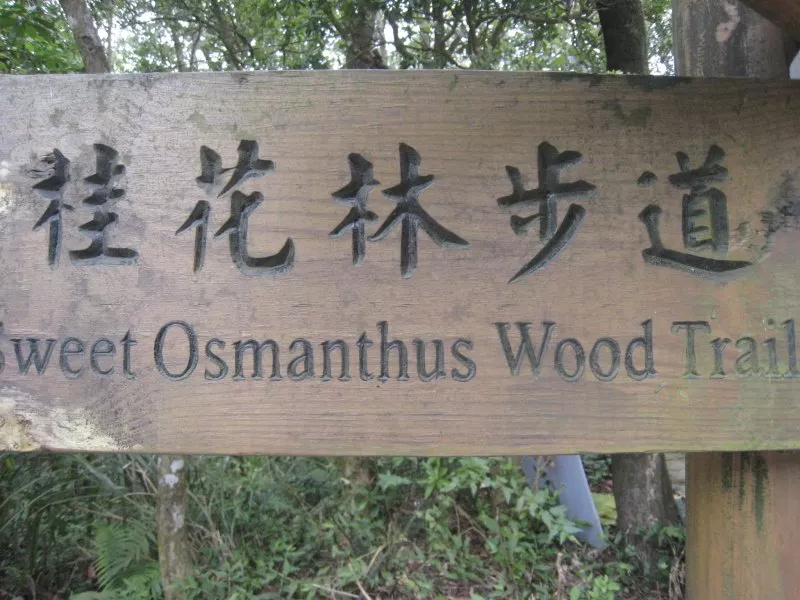 桂花林步道
Sweet Osmanthus Wood Trail